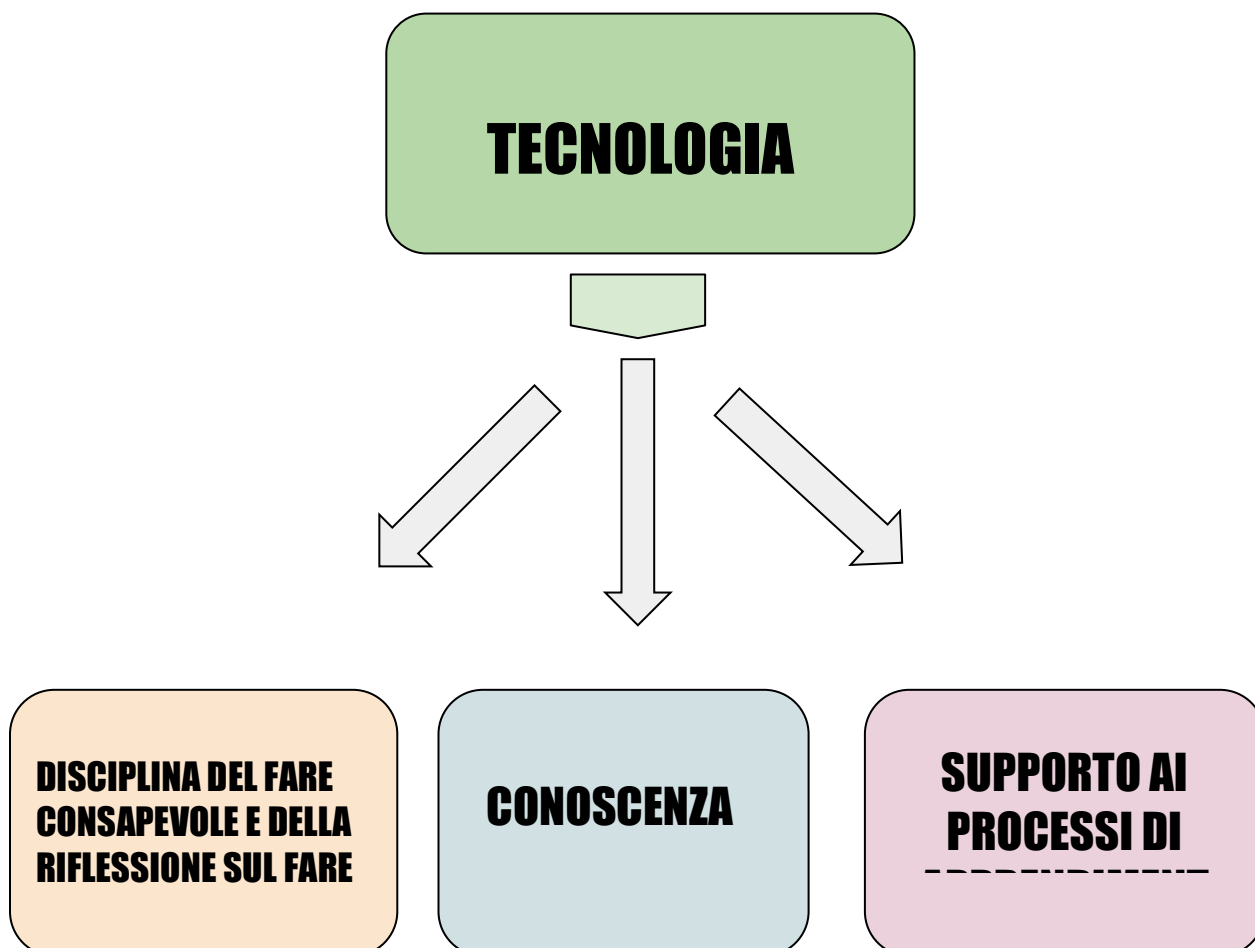 TECNOLOGIA
DISCIPLINA DEL FARE
CONSAPEVOLE E DELLA
RIFLESSIONE SUL FARE
CONOSCENZA
SUPPORTO AI
PROCESSI DI